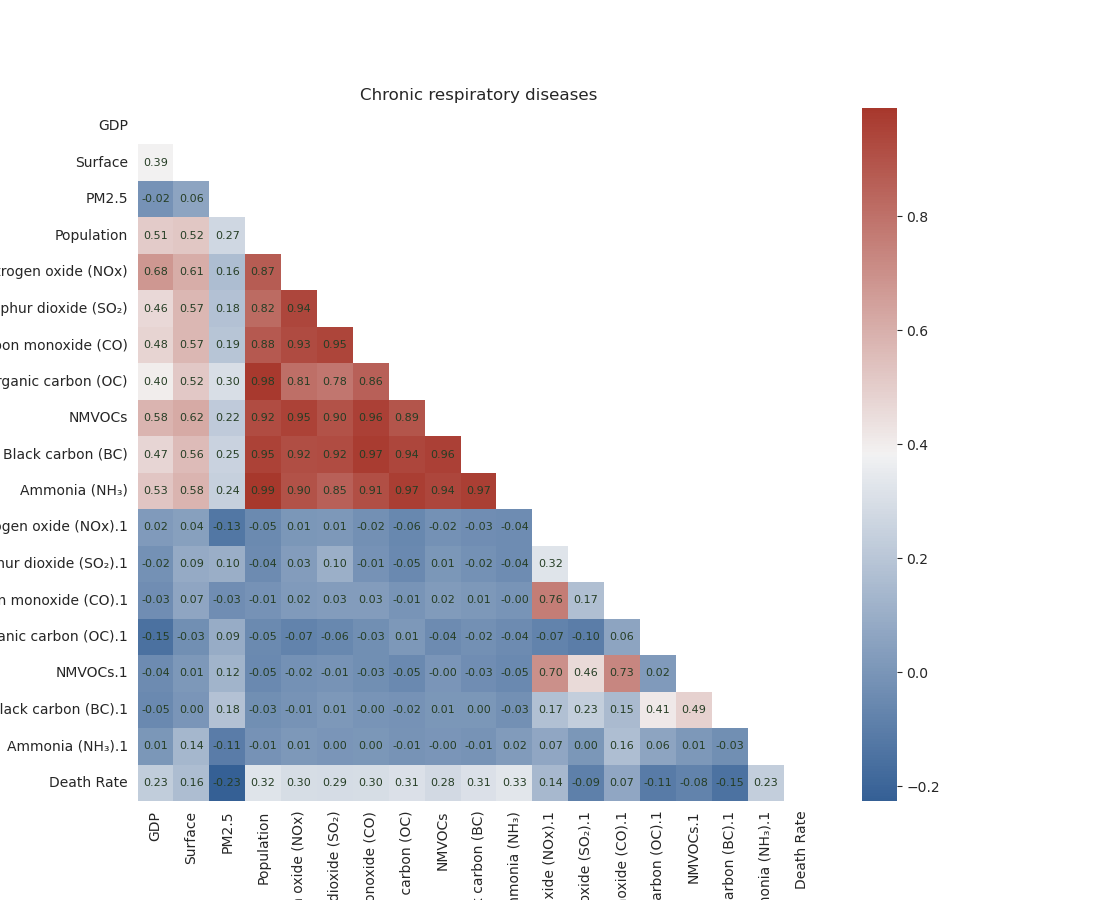 Chronic respiratory diseases
GDP
Surface 0.39
PM2.5 -0.02 0.06
Population 0.51 0.52 0.27
trogen oxide (NOx) 0.68 0.61 0.16 0.87
phur dioxide (SO₂) 0.46 0.57 0.18 0.82 0.94
bon monoxide (CO) 0.48 0.57 0.19 0.88 0.93 0.95
rganic carbon (OC) 0.40 0.52 0.30 0.98 0.81 0.78 0.86
NMVOCs 0.58 0.62 0.22 0.92 0.95 0.90 0.96 0.89
Black carbon (BC) 0.47 0.56 0.25 0.95 0.92 0.92 0.97 0.94 0.96
Ammonia (NH₃) 0.53 0.58 0.24 0.99 0.90 0.85 0.91 0.97 0.94 0.97
gen oxide (NOx).1 0.02 0.04 -0.13 -0.05 0.01 0.01 -0.02 -0.06 -0.02 -0.03 -0.04
hur dioxide (SO₂).1 -0.02 0.09 0.10 -0.04 0.03 0.10 -0.01 -0.05 0.01 -0.02 -0.04 0.32
n monoxide (CO).1 -0.03 0.07 -0.03 -0.01 0.02 0.03 0.03 -0.01 0.02 0.01 -0.00 0.76 0.17
anic carbon (OC).1 -0.15 -0.03 0.09 -0.05 -0.07 -0.06 -0.03 0.01 -0.04 -0.02 -0.04 -0.07 -0.10 0.06
NMVOCs.1 -0.04 0.01 0.12 -0.05 -0.02 -0.01 -0.03 -0.05 -0.00 -0.03 -0.05 0.70 0.46 0.73 0.02
lack carbon (BC).1 -0.05 0.00 0.18 -0.03 -0.01 0.01 -0.00 -0.02 0.01 0.00 -0.03 0.17 0.23 0.15 0.41 0.49
Ammonia (NH₃).1 0.01 0.14 -0.11 -0.01 0.01 0.00 0.00 -0.01 -0.00 -0.01 0.02 0.07 0.00 0.16 0.06 0.01 -0.03
Death Rate 0.23 0.16 -0.23 0.32 0.30 0.29 0.30 0.31 0.28 0.31 0.33 0.14 -0.09 0.07 -0.11 -0.08 -0.15 0.23
GDP
Surface
PM2.5
Population
oxide (NOx)
dioxide (SO₂)
onoxide (CO)
carbon (OC)
NMVOCs
carbon (BC)
mmonia (NH₃)
xide (NOx).1
oxide (SO₂).1
noxide (CO).1
arbon (OC).1
NMVOCs.1
arbon (BC).1
monia (NH₃).1
Death Rate
0.8
0.6
0.4
0.2
0.0
−0.2